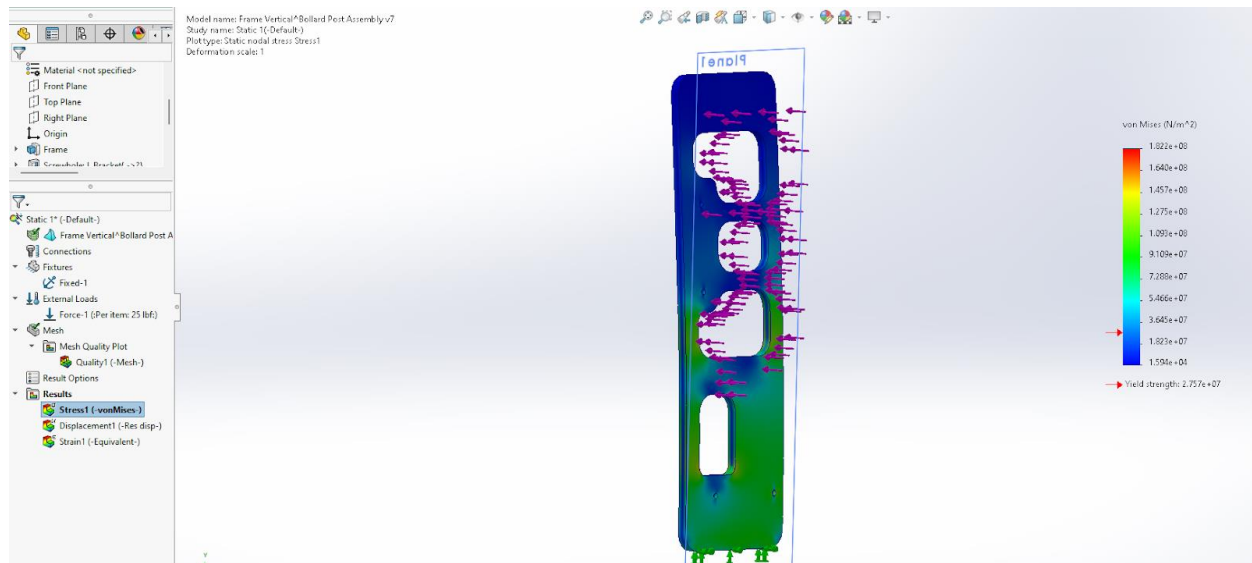 Model name: Frame Vertical^Bollard Post Assembly v7
Study name: Static 1(-Default-)
Plot type: Static nodal stress Stress1
Deformation scale: 1
Material <not specified>
Front Plane
Top Plane
Right Plane
Origin
Frame
Static 1* (-Default-)
Frame Vertical^Bollard Post A
Connections
Fixtures
Fixed-1
External Loads
Force-1 (:Per item: 25 lbf:)
Mesh
Mesh Quality Plot
Quality1 (-Mesh-)
Result Options
Results
Stress1 (-vonMises-)
Displacement1 (-Res disp-)
Strain1 (-Equivalent-)
Plane1
von Mises (N/m^2)
1.822e+08
1.640e+08
1.457e+08
1.275e+08
1.093e+08
9.109e+07
7.288e+07
5.466e+07
3.645e+07
1.823e+07
1.594e+04
Yield strength: 2.757e+07
Y